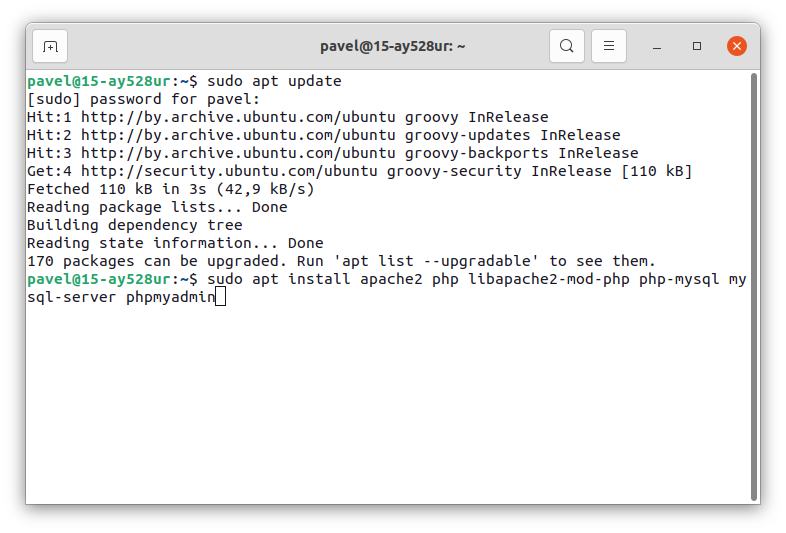 pavel@15-ay528ur: ~
pavel@15-ay528ur:~$ sudo apt update
[sudo] password for pavel:
Hit:1 http://by.archive.ubuntu.com/ubuntu groovy InRelease
Hit:2 http://by.archive.ubuntu.com/ubuntu groovy-updates InRelease
Hit:3 http://by.archive.ubuntu.com/ubuntu groovy-backports InRelease
Get:4 http://security.ubuntu.com/ubuntu groovy-security InRelease [110 kB]
Fetched 110 kB in 3s (42,9 kB/s)
Reading package lists... Done
Building dependency tree
Reading state information... Done
170 packages can be upgraded. Run 'apt list --upgradable' to see them.
pavel@15-ay528ur:~$ sudo apt install apache2 php libapache2-mod-php php-mysql my
sql-server phpmyadmin